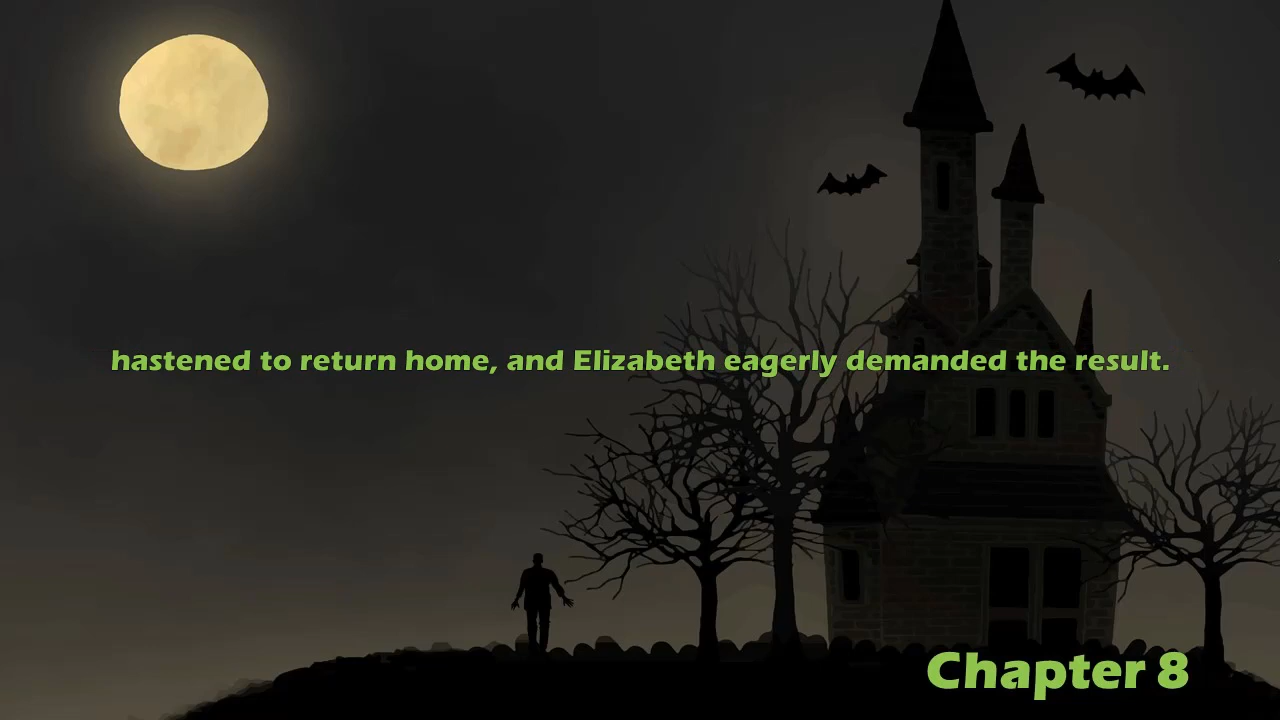 hastened to return home, and Elizabeth eagerly demanded the result.
Chapter 8